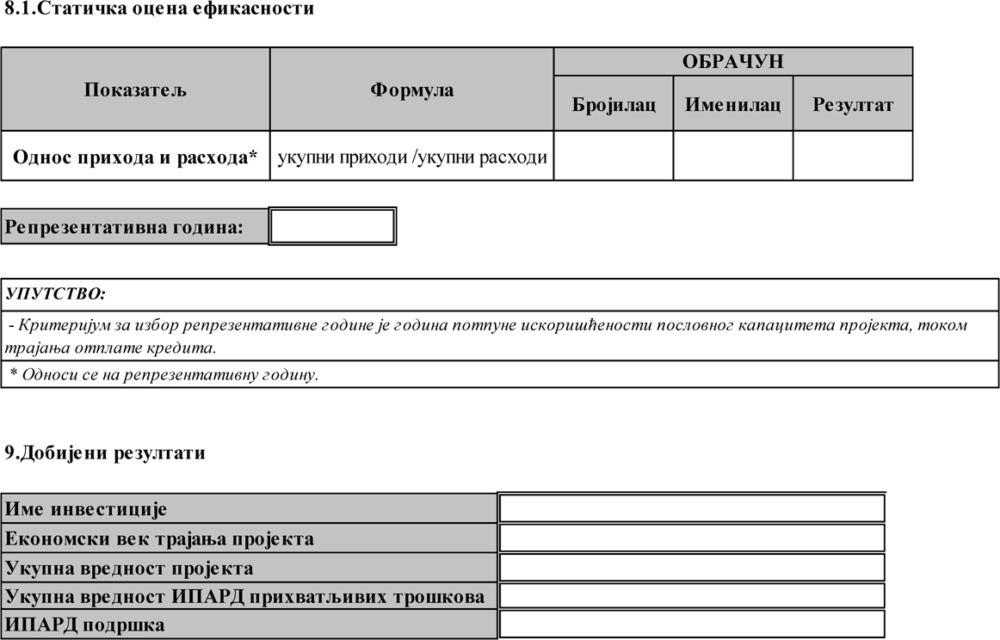 8.1.Статичка оцена ефикасности
Показатељ
Формула
ОБРАЧУН
Бројилац
Именилац
Резултат
Однос прихода и расхода*
укупни приходи /укупни расходи
Репрезентативна година:
УПУТСТВО:
- Критеријум за избор репрезентативне године је година потпуне искоришћености пословног капацитета пројекта, током
трајања отплате кредита.
* Односи се на репрезентативну годину.
9.Добијени резултати
Име инвестиције
Економски век трајања пројекта
Укупна вредност пројекта
Укупна вредност ИПАРД прихватљивих трошкова
ИПАРД подршка